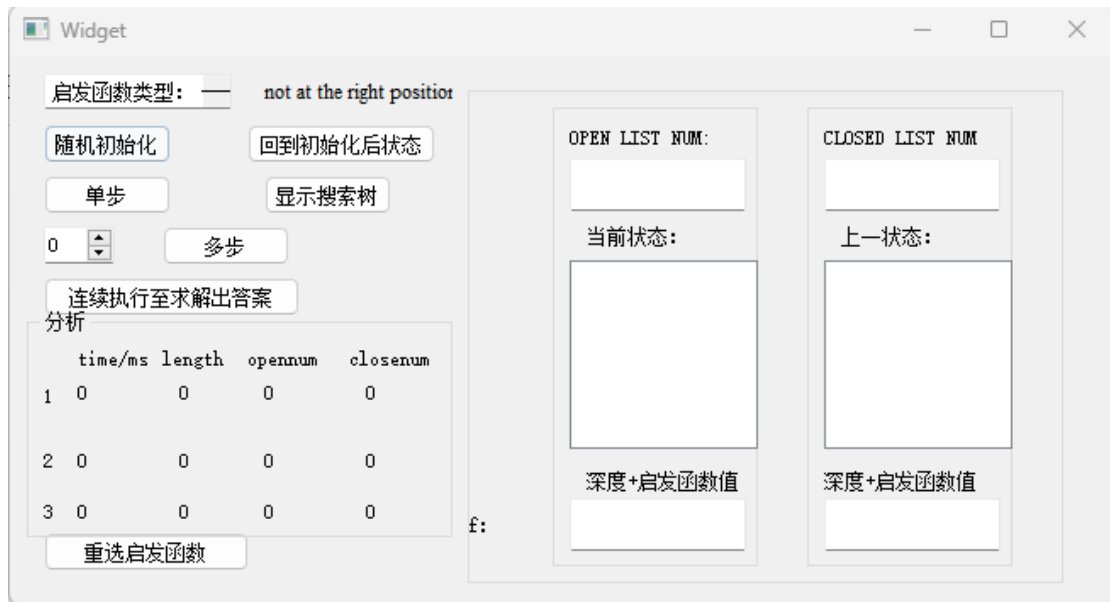 Widget
启发函数类型： 一 not at the right position
随机初始化 回到初始化后状态
单步 显示搜索树
0 多步
连续执行至求解出答案
分析
time/ms length opennum closenum
1 0 0 0 0
2 0 0 0 0
3 0 0 0 0
重选启发函数
OPEN LIST NUM: CLOSED LIST NUM
当前状态： 上一状态：
深度+启发函数值 深度+启发函数值
f: